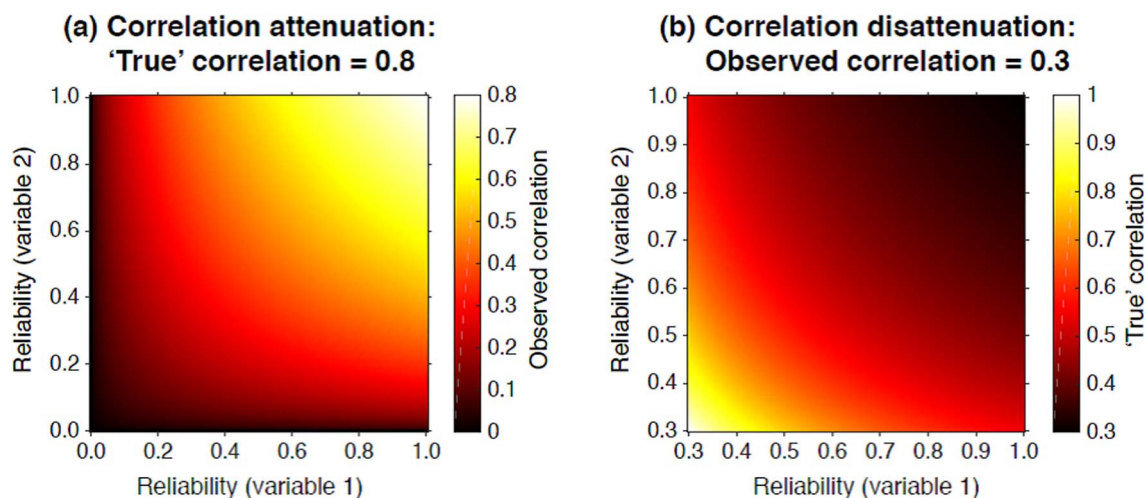 (a) Correlation attenuation:
‘True’ correlation = 0.8
1.0
0.8
0.6
0.4
0.2
0.0
Reliability (variable 2)
0.0 0.2 0.4 0.6 0.8 1.0
Reliability (variable 1)
0.8
0.7
0.6
0.5
0.4
0.3
0.2
0.1
0
Observed correlation
(b) Correlation disattenuation:
Observed correlation = 0.3
1.0
0.9
0.8
0.7
0.6
0.5
0.4
0.3
Reliability (variable 2)
0.3 0.4 0.5 0.6 0.7 0.8 0.9 1.0
Reliability (variable 1)
1
0.9
0.8
0.7
0.6
0.5
0.4
0.3
‘True’ correlation